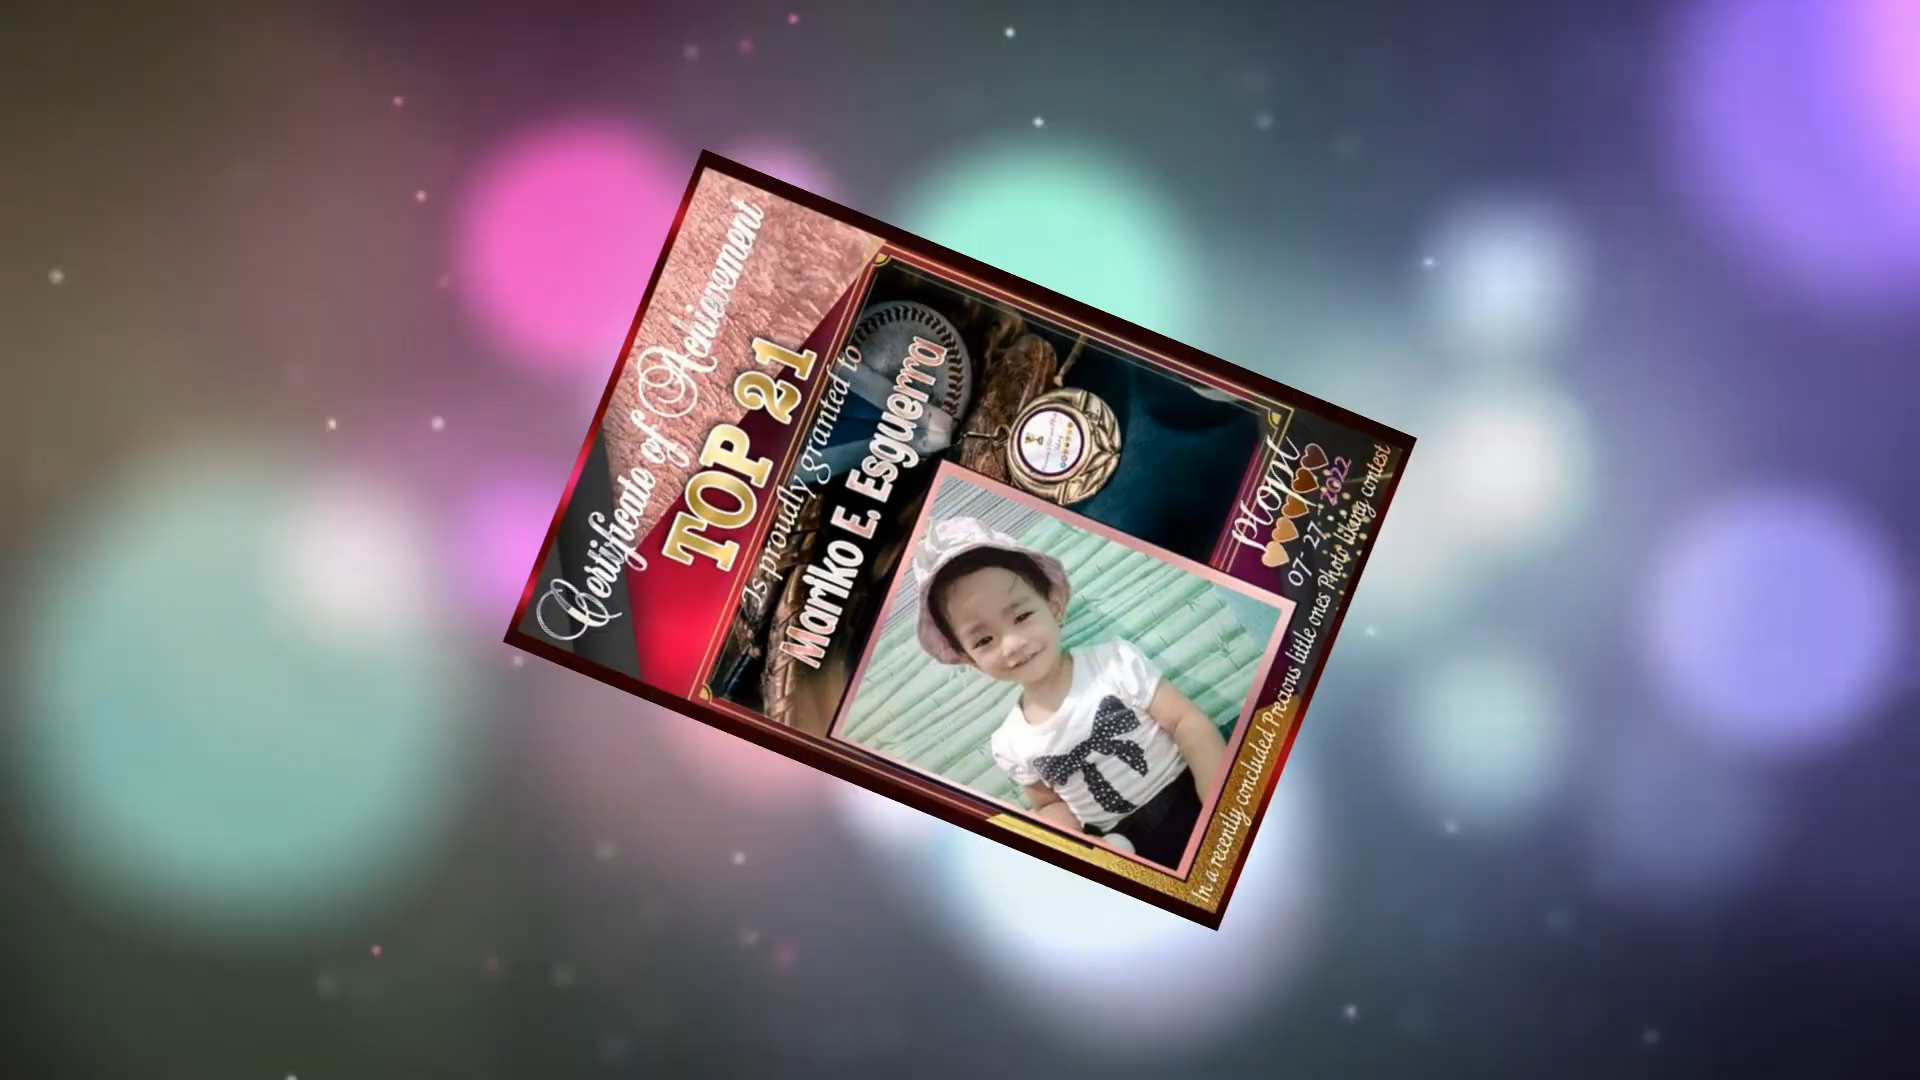 Certificate of Achievement
TOP 21
Is proudly granted to
Mariko E. Esguerra
plopl
07-27-2022
In a recently concluded Precious little ones Photo liking contest